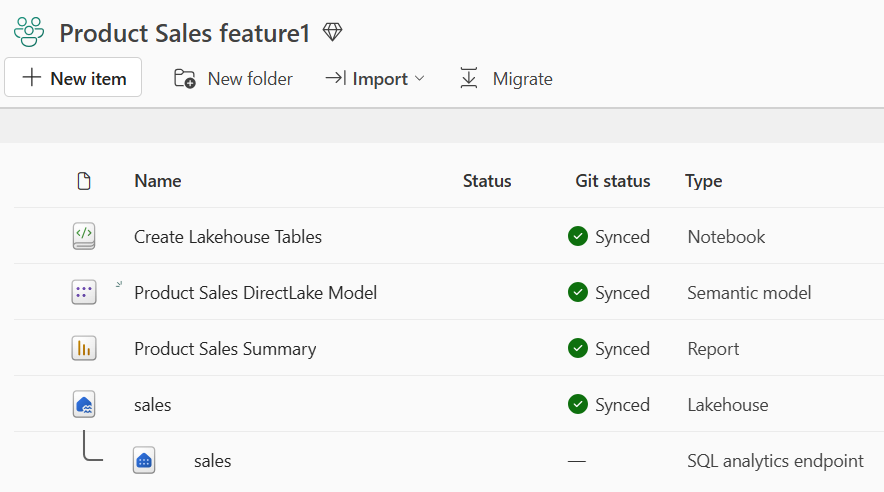 Product Sales feature1
New item New folder Import Migrate
Name Status Git status Type
Create Lakehouse Tables Synced Notebook
Product Sales DirectLake Model Synced Semantic model
Product Sales Summary Synced Report
sales Synced Lakehouse
sales — SQL analytics endpoint